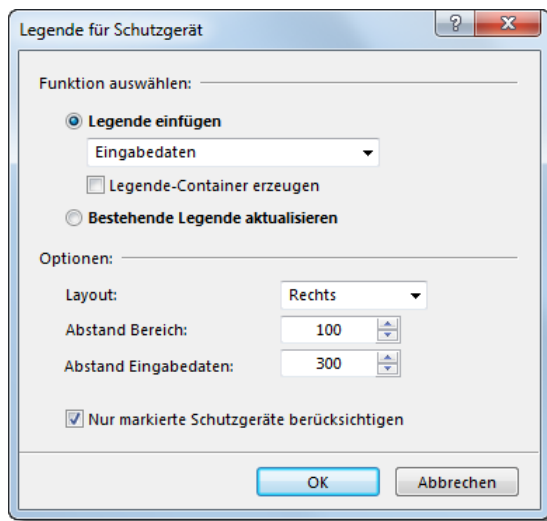 Legende für Schutzgerät
Funktion auswählen:
Legende einfügen
Eingabedaten
Legende-Container erzeugen
Bestehende Legende aktualisieren
Optionen:
Layout: Rechts
Abstand Bereich: 100
Abstand Eingabedaten: 300
Nur markierte Schutzgeräte berücksichtigen
OK Abbrechen